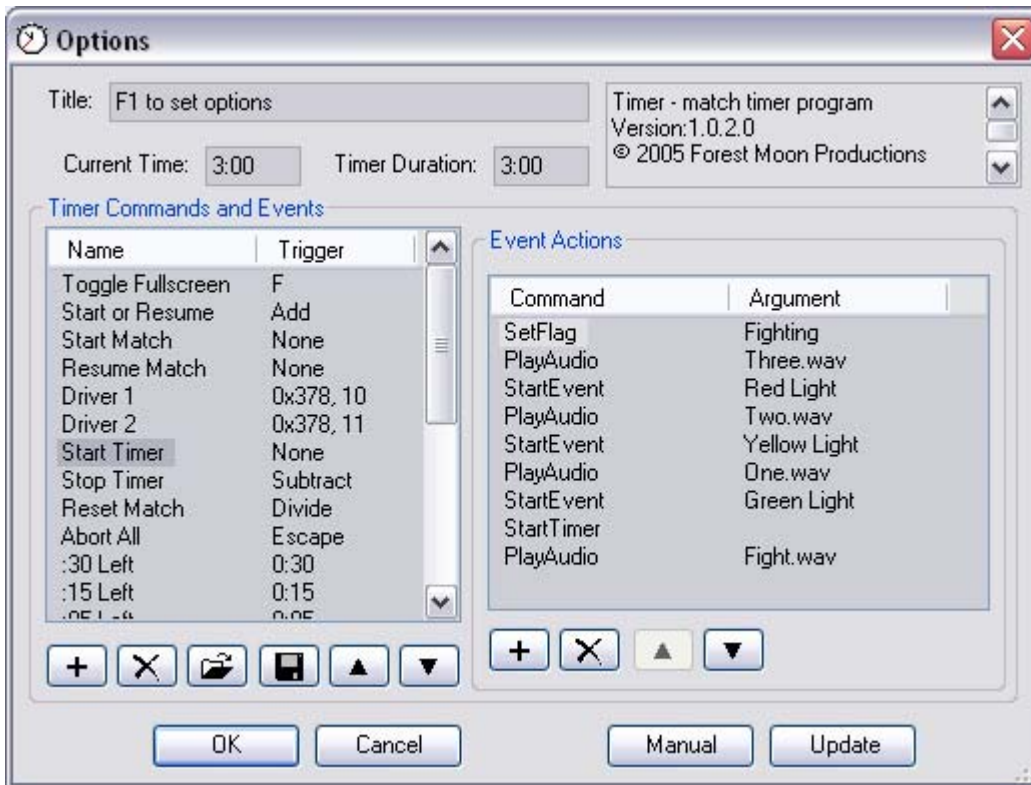 Options
Title: F1 to set options
Timer - match timer program
Version:1.0.2.0
© 2005 Forest Moon Productions
Current Time: 3:00 Timer Duration: 3:00
Timer Commands and Events
Name Trigger
Toggle Fullscreen F
Start or Resume Add
Start Match None
Resume Match None
Driver 1 0x378, 10
Driver 2 0x378, 11
Start Timer None
Stop Timer Subtract
Reset Match Divide
Abort All Escape
:30 Left 0:30
:15 Left 0:15
Event Actions
Command Argument
SetFlag Fighting
PlayAudio Three.wav
StartEvent Red Light
PlayAudio Two.wav
StartEvent Yellow Light
PlayAudio One.wav
StartEvent Green Light
StartTimer
PlayAudio Fight.wav
OK Cancel Manual Update